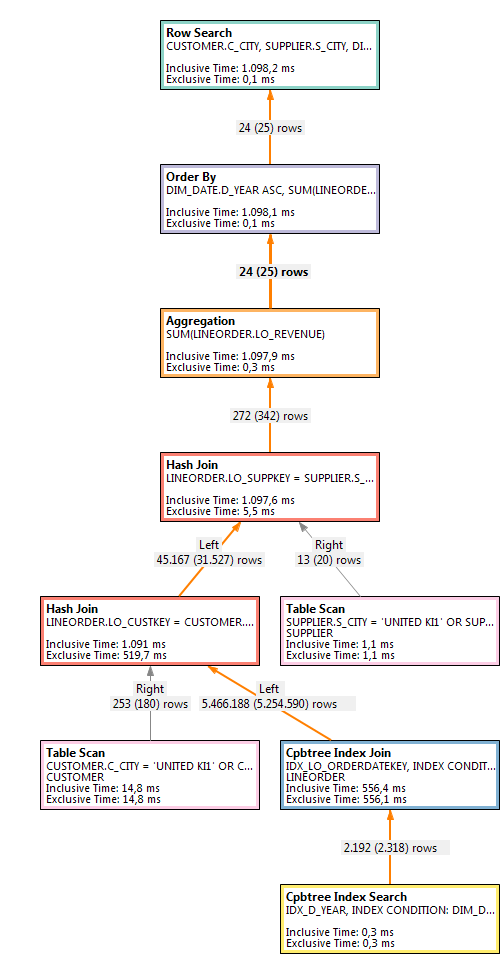 Row Search
CUSTOMER.C_CITY, SUPPLIER.S_CITY, DI...
Inclusive Time: 1.098,2 ms
Exclusive Time: 0,1 ms
24 (25) rows
Order By
DIM_DATE.D_YEAR ASC, SUM(LINEORDE...
Inclusive Time: 1.098,1 ms
Exclusive Time: 0,1 ms
24 (25) rows
Aggregation
SUM(LINEORDER.LO_REVENUE)
Inclusive Time: 1.097,9 ms
Exclusive Time: 0,3 ms
272 (342) rows
Hash Join
LINEORDER.LO_SUPPKEY = SUPPLIER.S_...
Inclusive Time: 1.097,6 ms
Exclusive Time: 5,5 ms
Left
45.167 (31.527) rows
Right
13 (20) rows
Hash Join
LINEORDER.LO_CUSTKEY = CUSTOMER....
Inclusive Time: 1.091 ms
Exclusive Time: 519,7 ms
Table Scan
SUPPLIER.S_CITY = 'UNITED KI1' OR SUP...
SUPPLIER
Inclusive Time: 1,1 ms
Exclusive Time: 1,1 ms
Right
253 (180) rows
Left
5.466.188 (5.254.590) rows
Table Scan
CUSTOMER.C_CITY = 'UNITED KI1' OR C...
CUSTOMER
Inclusive Time: 14,8 ms
Exclusive Time: 14,8 ms
Cpbtree Index Join
IDX_LO_ORDERDATEKEY, INDEX CONDIT...
LINEORDER
Inclusive Time: 556,4 ms
Exclusive Time: 556,1 ms
2.192 (2.318) rows
Cpbtree Index Search
IDX_D_YEAR, INDEX CONDITION: DIM_D...
Inclusive Time: 0,3 ms
Exclusive Time: 0,3 ms